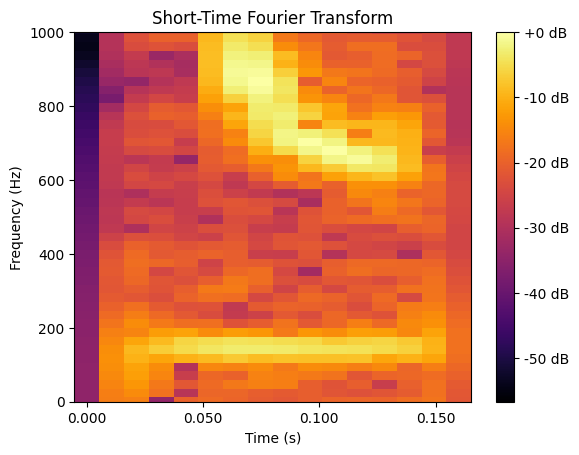 Short-Time Fourier Transform
1000
800
600
400
200
0
Frequency (Hz)
0.000
0.050
0.100
0.150
Time (s)
+0 dB
-10 dB
-20 dB
-30 dB
-40 dB
-50 dB